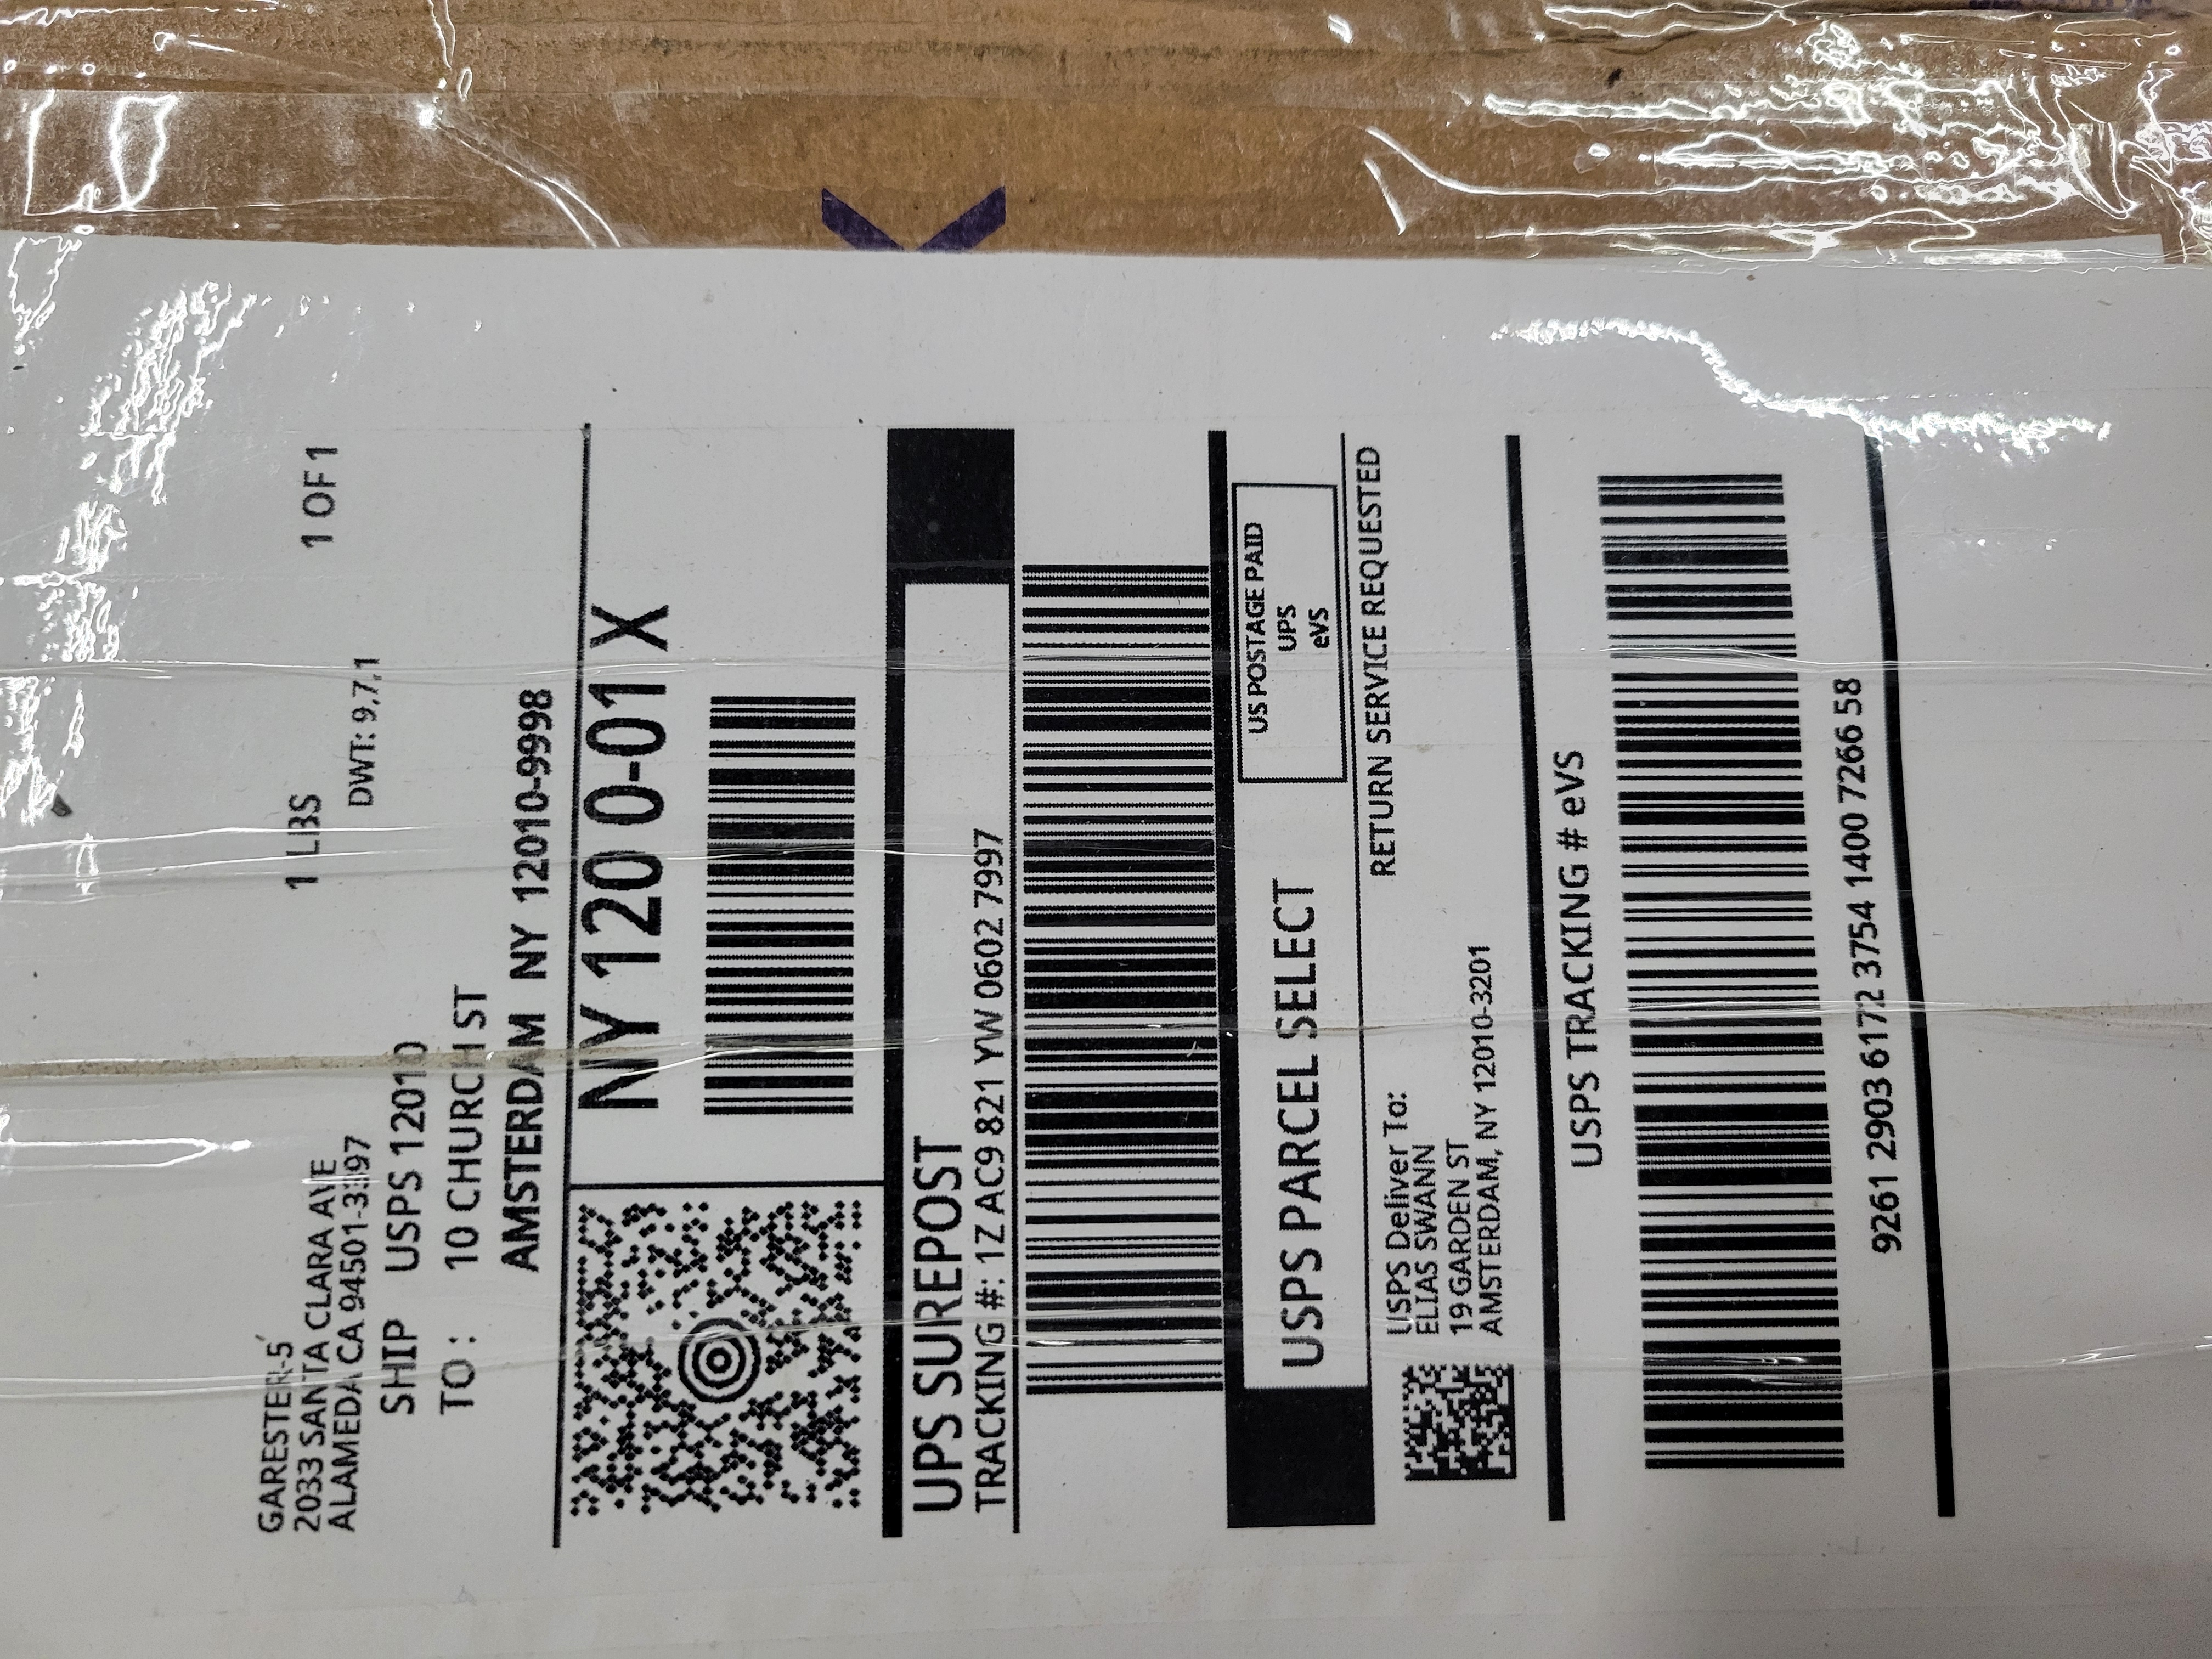 GARESTER-5
1 LBS
1 OF 1
2033 SANTA CLARA AVE
ALAMEDA CA 94501-
DWT: 9,7,1
SHIP USPS 12010
TO: 10 CHURCH ST
AMSTERDAM NY 12010-9998
NY 120 0-01 X
UPS SUREPOST
TRACKING #: 1Z AC9 821 YW 0602 7997
US POSTAGE PAID
UPS
eVS
USPS PARCEL SELECT
RETURN SERVICE REQUESTED
USPS Deliver To:
ELIAS SWANN
19 GARDEN ST
AMSTERDAM, NY 12010-3201
USPS TRACKING # eVS
9261 2903 6172 3754 1400 7266 58